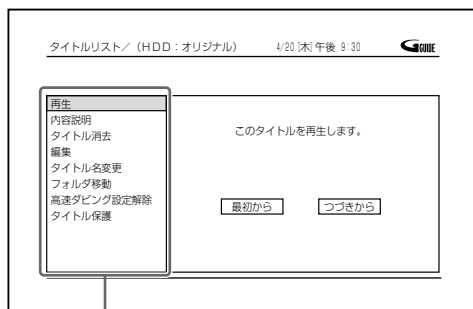 タイトルリスト／（HDD：オリジナル） 4/20［木］午後 9:30 GGUIDE
再生
内容説明
タイトル消去
編集
タイトル名変更
フォルダ移動
高速ダビング設定解除
タイトル保護
このタイトルを再生します。
最初から つづきから